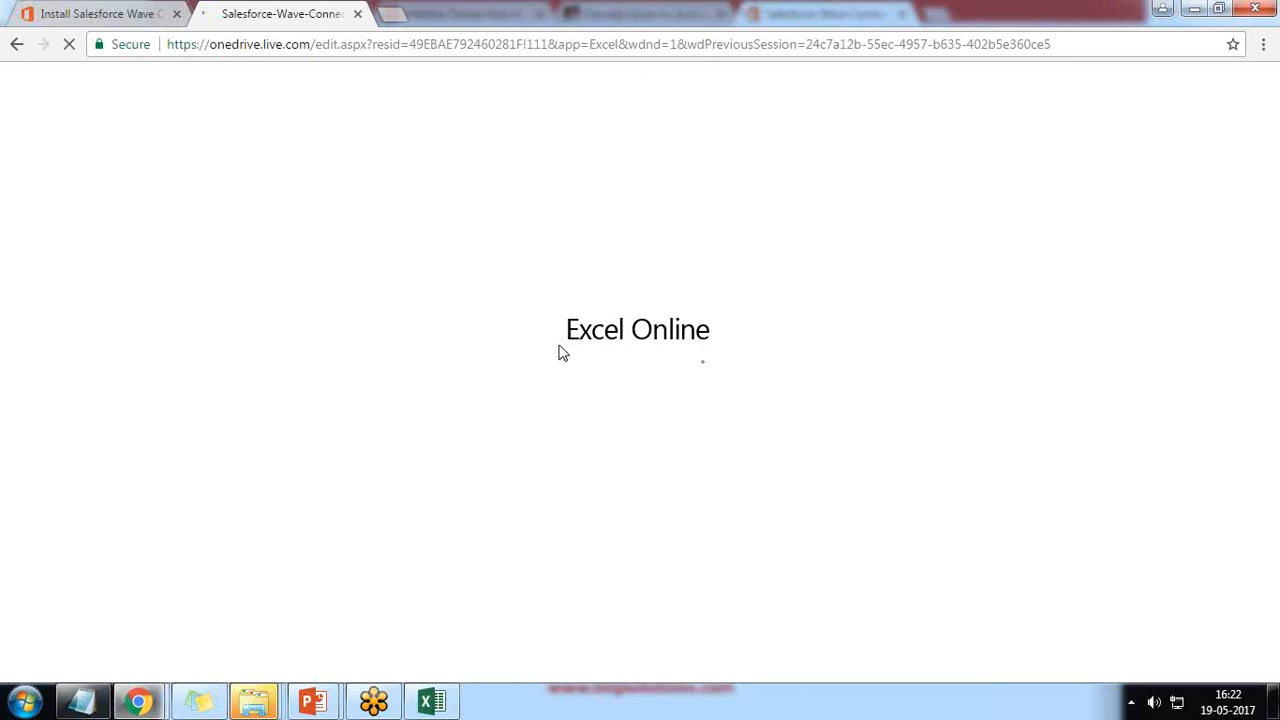 Install Salesforce Wave C
Salesforce-Wave-Connec
Secure
https://onedrive.live.com/edit.aspx?resid=49EBAE792460281F!111&app=Excel&wdnd=1&wdPreviousSession=24c7a12b-55ec-4957-b635-402b5e360ce5
Excel Online
16:22
19-05-2017